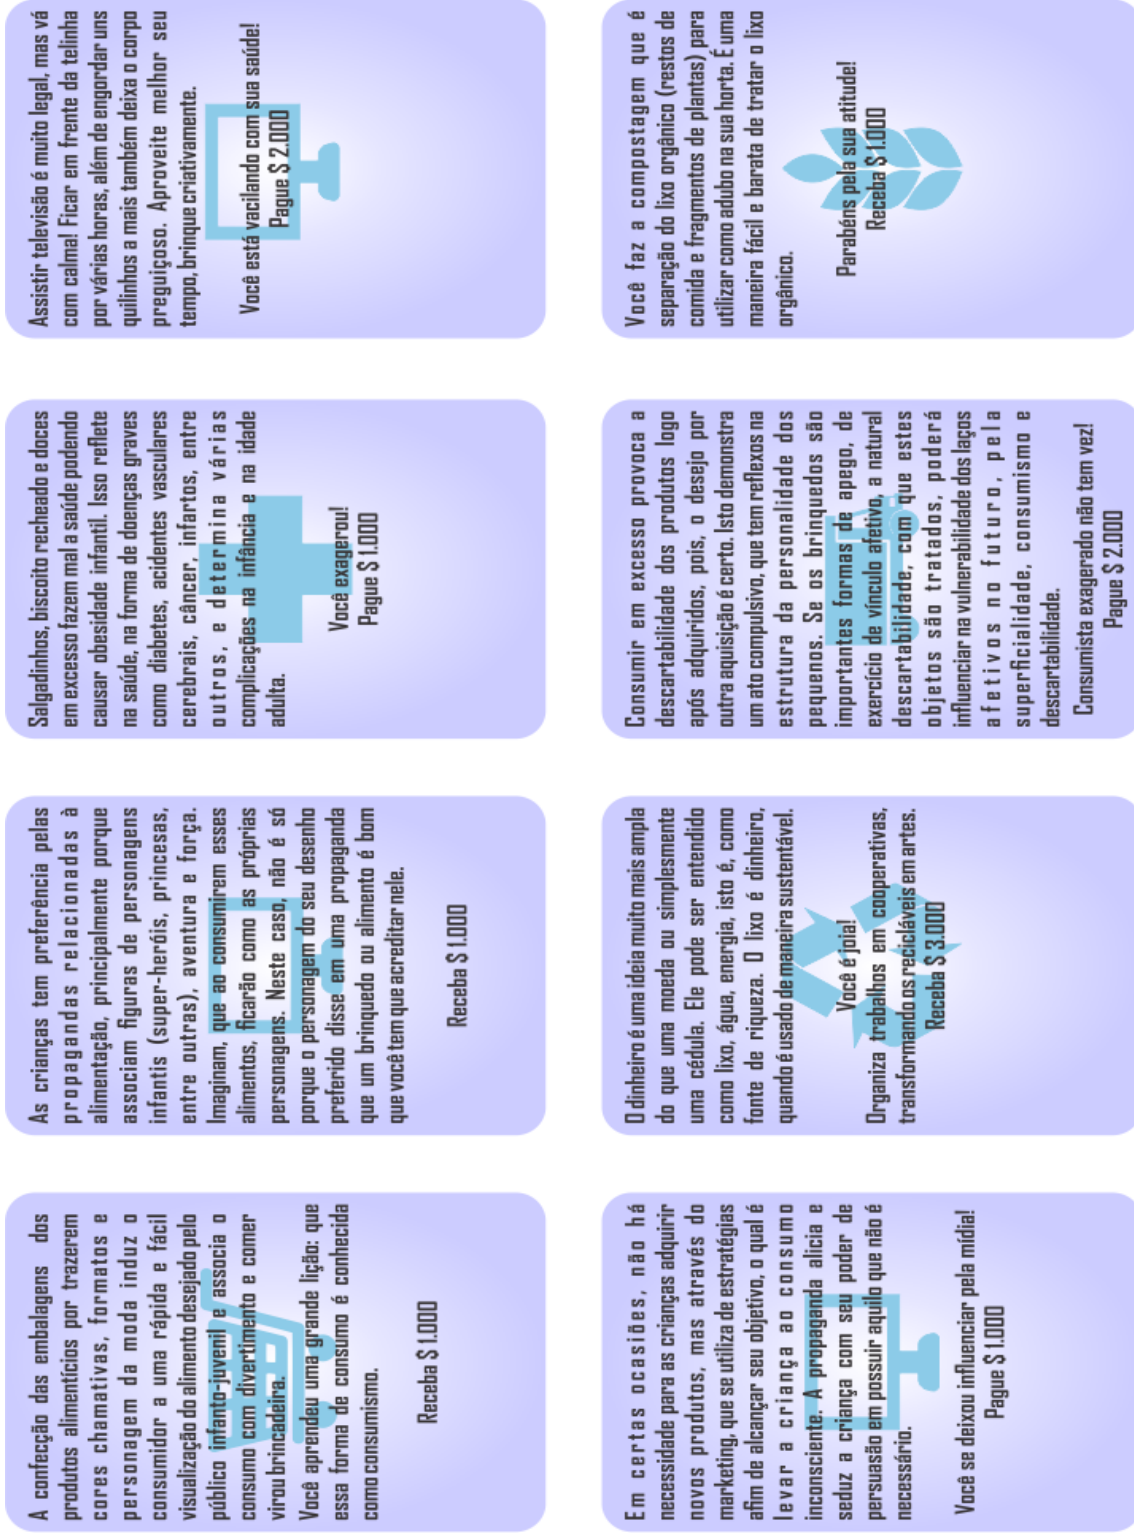 A confecção das embalagens dos
produtos alimentícios por trazerem
cores chamativas, formatos e
personagem da moda induz o
consumidor a uma rápida e fácil
visualização do alimento desejado pelo
público infanto-juvenil e associa o
consumo com divertimento e comer
virou brincadeira.
Você aprendeu uma grande lição: que
essa forma de consumo é conhecida
como consumismo.
Receba $ 1.000
As crianças tem preferência pelas
propagandas relacionadas à
alimentação, principalmente porque
associam figuras de personagens
infantis (super-heróis, princesas,
entre outras), aventura e força.
Imaginam, que ao consumirem esses
alimentos, ficarão como as próprias
personagens. Neste caso, não é só
porque o personagem do seu desenho
preferido disse em uma propaganda
que um brinquedo ou alimento é bom
que você tem que acreditar nele.
Receba $ 1.000
Salgadinhos, biscoito recheado e doces
em excesso fazem mal a saúde podendo
causar obesidade infantil. Isso reflete
na saúde, na forma de doenças graves
como diabetes, acidentes vasculares
cerebrais, câncer, infartos, entre
outros, e determina várias
complicações na infância e na idade
adulta.
Você exagerou!
Pague $ 1.000
Assistir televisão é muito legal, mas vá
com calma! Ficar em frente da telinha
por várias horas, além de engordar uns
quilinhos a mais também deixa o corpo
preguiçoso. Aproveite melhor seu
tempo, brinque criativamente.
Você está vacilando com sua saúde!
Pague $ 2.000
Em certas ocasiões, não há
necessidade para as crianças adquirir
novos produtos, mas através do
marketing, que se utiliza de estratégias
afim de alcançar seu objetivo, o qual é
levar a criança ao consumo
inconsciente. A propaganda alicia e
seduz a criança com seu poder de
persuasão em possuir aquilo que não é
necessário.
Você se deixou influenciar pela mídia!
Pague $ 1.000
O dinheiro é uma ideia muito mais ampla
do que uma moeda ou simplesmente
uma cédula. Ele pode ser entendido
como lixo, água, energia, isto é, como
fonte de riqueza. O lixo é dinheiro,
quando é usado de maneira sustentável.
Você é joia!
Organiza trabalhos em cooperativas,
transformando os recicláveis em artes.
Receba $ 3.000
Consumir em excesso provoca a
descartabilidade dos produtos logo
após adquiridos, pois, o desejo por
outra aquisição é certo. Isto demonstra
um ato compulsivo, que tem reflexos na
estrutura da personalidade dos
pequenos. Se os brinquedos são
importantes formas de apego, de
exercício de vínculo afetivo, a natural
descartabilidade, com que estes
objetos são tratados, poderá
influenciar na vulnerabilidade dos laços
afetivos no futuro, pela
superficialidade, consumismo e
descartabilidade.
Consumista exagerado não tem vez!
Pague $ 2.000
Você faz a compostagem que é
separação do lixo orgânico (restos de
comida e fragmentos de plantas) para
utilizar como adubo na sua horta. É uma
maneira fácil e barata de tratar o lixo
orgânico.
Parabéns pela sua atitude!
Receba $ 1.000